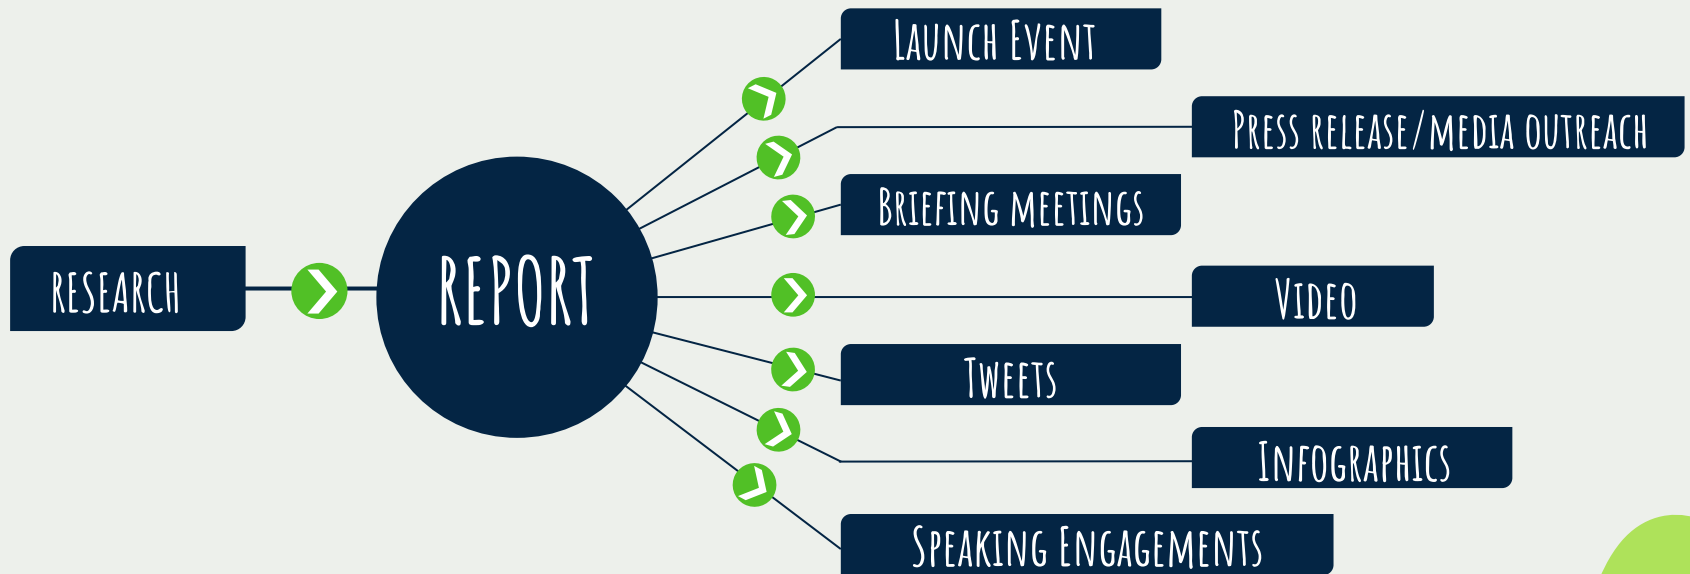 Launch Event
Press release/media outreach
Briefing meetings
RESEARCH
REPORT
Video
Tweets
Infographics
Speaking Engagements